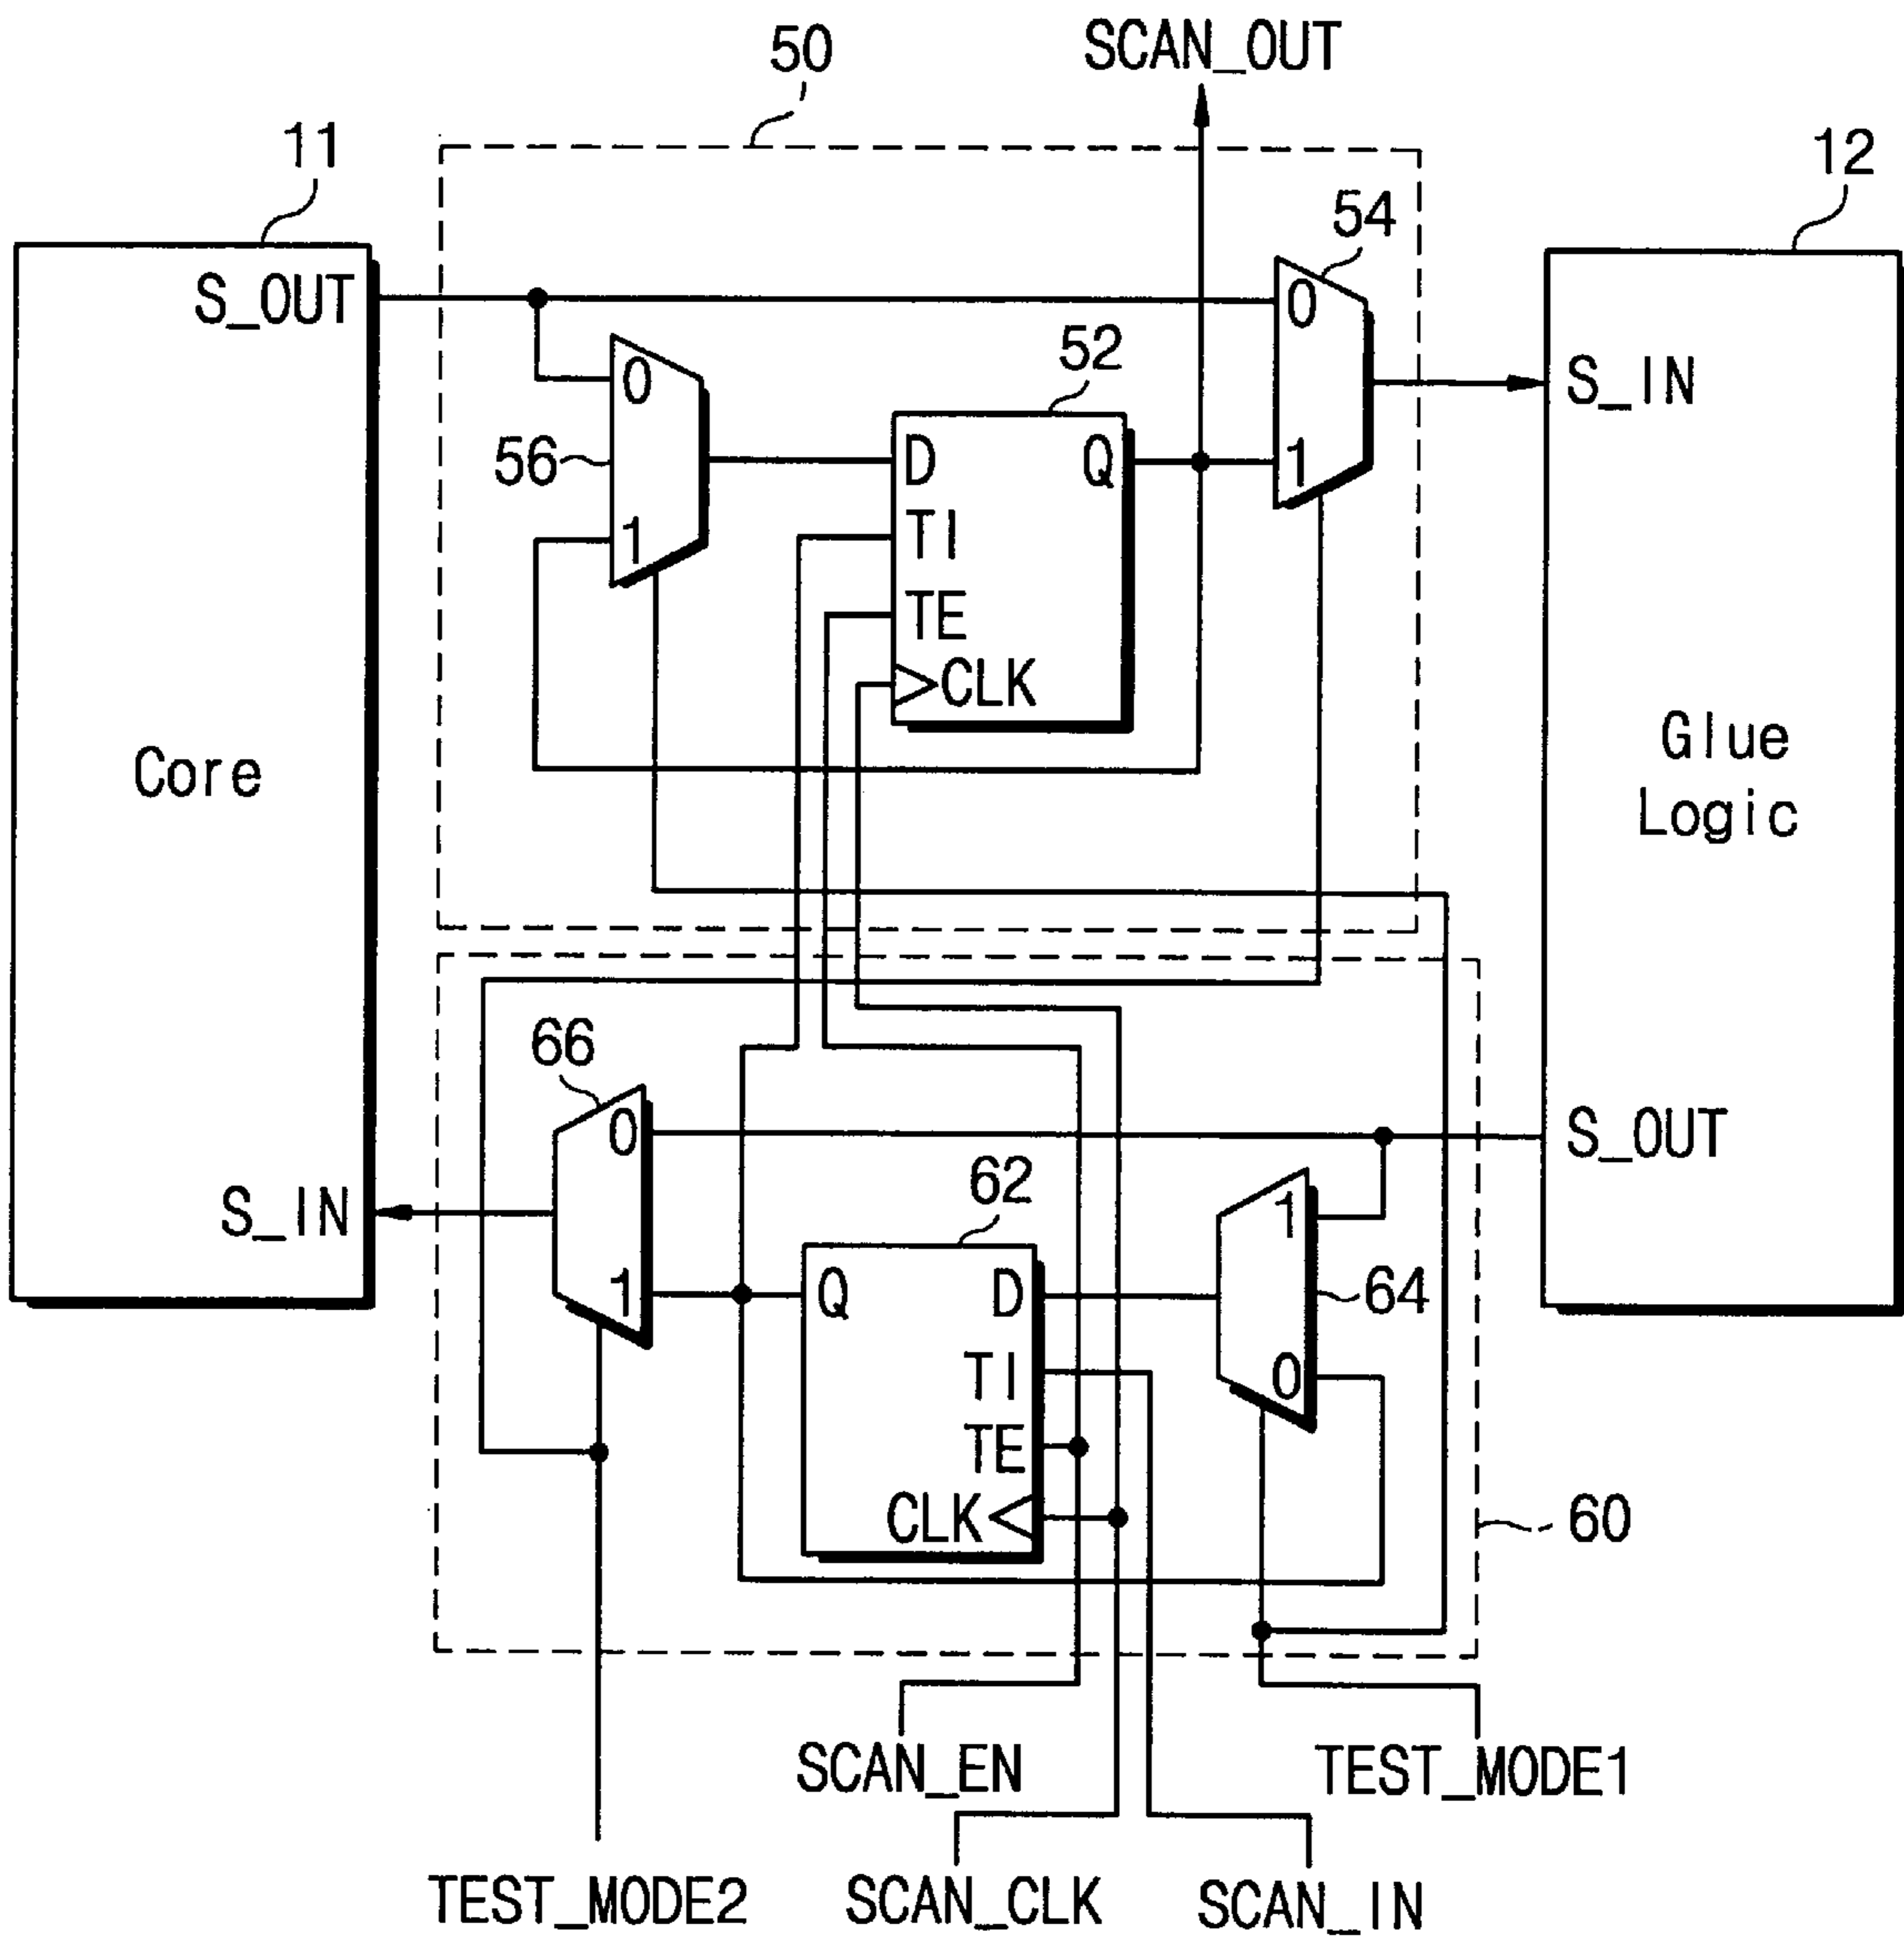 50
SCAN_OUT
11
12
54
S_OUT
0
52
0
S_IN
56
D
Q
1
TI
1
TE
CLK
Core
Glue
Logic
66
0
S_OUT
62
1
S_IN
1
Q
D
64
TI
0
TE
CLK
60
SCAN_EN
TEST_MODE1
TEST_MODE2
SCAN_CLK
SCAN_IN